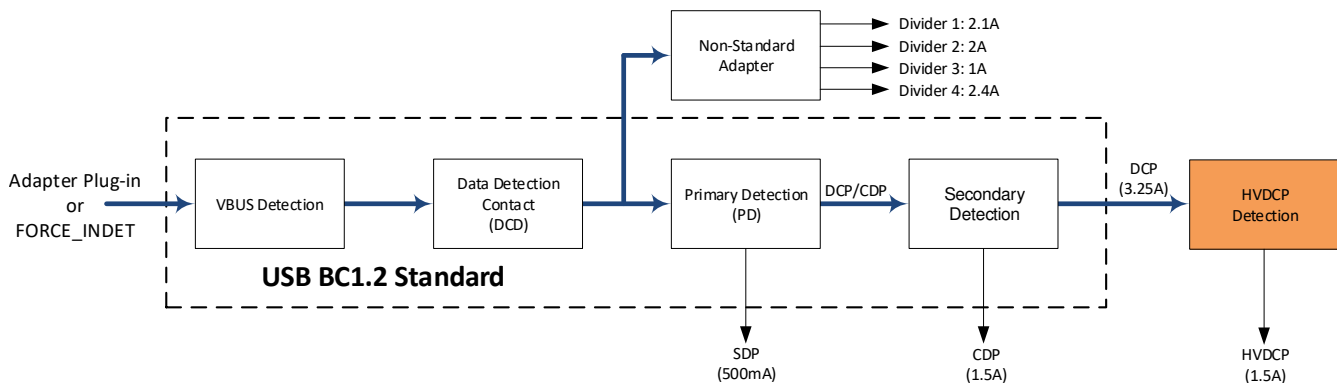 Non-Standard
Adapter
Divider 1: 2.1A
Divider 2: 2A
Divider 3: 1A
Divider 4: 2.4A
Adapter Plug-in
or
FORCE_INDET
VBUS Detection
Data Detection
Contact
(DCD)
Primary Detection
(PD)
DCP/CDP
Secondary
Detection
DCP
(3.25A)
HVDCP
Detection
USB BC1.2 Standard
SDP
(500mA)
CDP
(1.5A)
HVDCP
(1.5A)